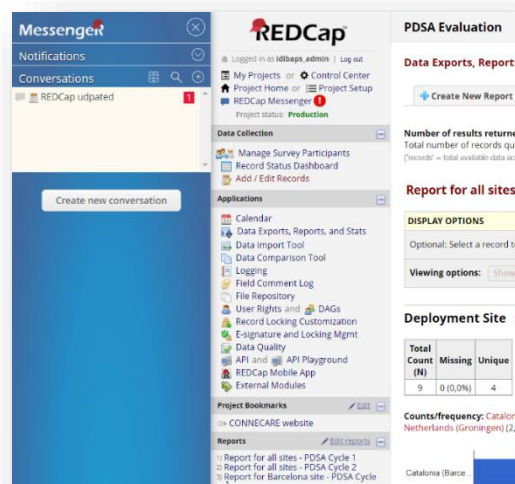 MessengeR
Notifications
Conversations
REDCap udpated
1
Create new conversation
REDCap
Logged in as idibaps_admin | Log out
My Projects or Control Center
Project Home or Project Setup
REDCap Messenger
Project status: Production
Data Collection
Manage Survey Participants
Record Status Dashboard
Add / Edit Records
Applications
Calendar
Data Exports, Reports, and Stats
Data Import Tool
Data Comparison Tool
Logging
Field Comment Log
File Repository
User Rights and DAGs
Record Locking Customization
E-signature and Locking Mgmt
Data Quality
API and API Playground
REDCap Mobile App
External Modules
Project Bookmarks Edit
CONNECARE website
Reports Edit reports
1) Report for all sites - PDSA Cycle 1
2) Report for all sites - PDSA Cycle 2
3) Report for Barcelona site - PDSA Cycle
PDSA Evaluation
Data Exports, Report
Create New Report
Number of results returne
Total number of records qu
('records' = total available data ac
Report for all sites
DISPLAY OPTIONS
Optional: Select a record t
Viewing options: Show
Deployment Site
Total Count (N) Missing Unique
9 0 (0,0%) 4
Counts/frequency: Catalon
Netherlands (Groningen) (2,
Catalonia (Barce...